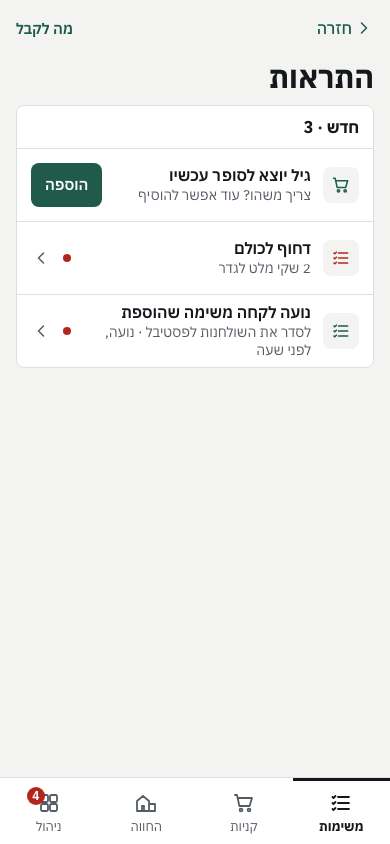 חזרה
מה לקבל
התראות
חדש · 3
גיל יוצא לסופר עכשיו
צריך משהו? עוד אפשר להוסיף
הוספה
דחוף לכולם
2 שקי מלט לגדר
נועה לקחה משימה שהוספת
לסדר את השולחנות לפסטיבל · נועה,
לפני שעה
משימות
קניות
החווה
4
ניהול